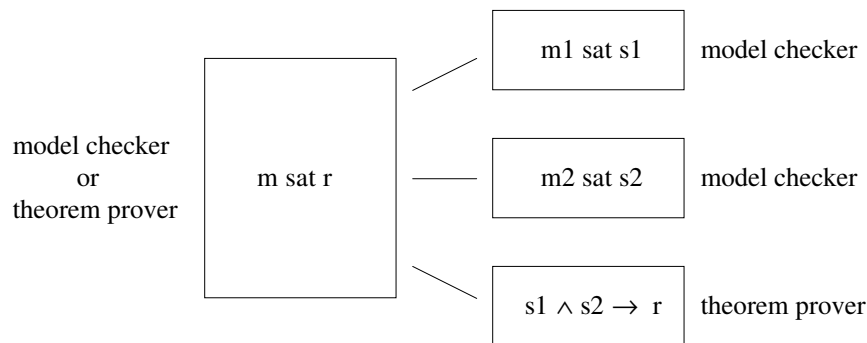 model checker
or
theorem prover
m sat r
m1 sat s1
model checker
m2 sat s2
model checker
s1 ∧ s2 → r
theorem prover